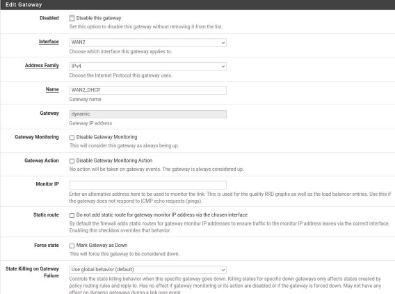 Edit Gateway
Disabled
Disable this gateway
Set this option to disable this gateway without removing it from the list.
Interface
WAN2
Choose which interface this gateway applies to.
Address Family
IPv4
Choose the Internet Protocol this gateway uses.
Name
WAN2_DHCP
Gateway name
Gateway
dynamic
Gateway IP address
Gateway Monitoring
Disable Gateway Monitoring
This will consider this gateway as always being up.
Gateway Action
Disable Gateway Monitoring Action
No action will be taken on gateway events. The gateway is always considered up.
Monitor IP
Enter an alternative address here to be used to monitor the link. This is used for the quality RRD graphs as well as the load balancer entries. Use this if
the gateway does not respond to ICMP echo requests (pings).
Static route
Do not add static route for gateway monitor IP address via the chosen interface
By default the firewall adds static routes for gateway monitor IP addresses to ensure traffic to the monitor IP address leaves via the correct interface.
Enabling this checkbox overrides that behavior.
Force state
Mark Gateway as Down
This will force this gateway to be considered down.
State Killing on Gateway
Failure
Use global behavior (default)
Controls the state killing behavior when this specific gateway goes down. Killing states for specific down gateways only affects states created by
policy routing rules and reply-to. Has no effect if gateway monitoring or its action are disabled or if the gateway is forced down. May not have any
effect on dynamic gateways during a link loss event.